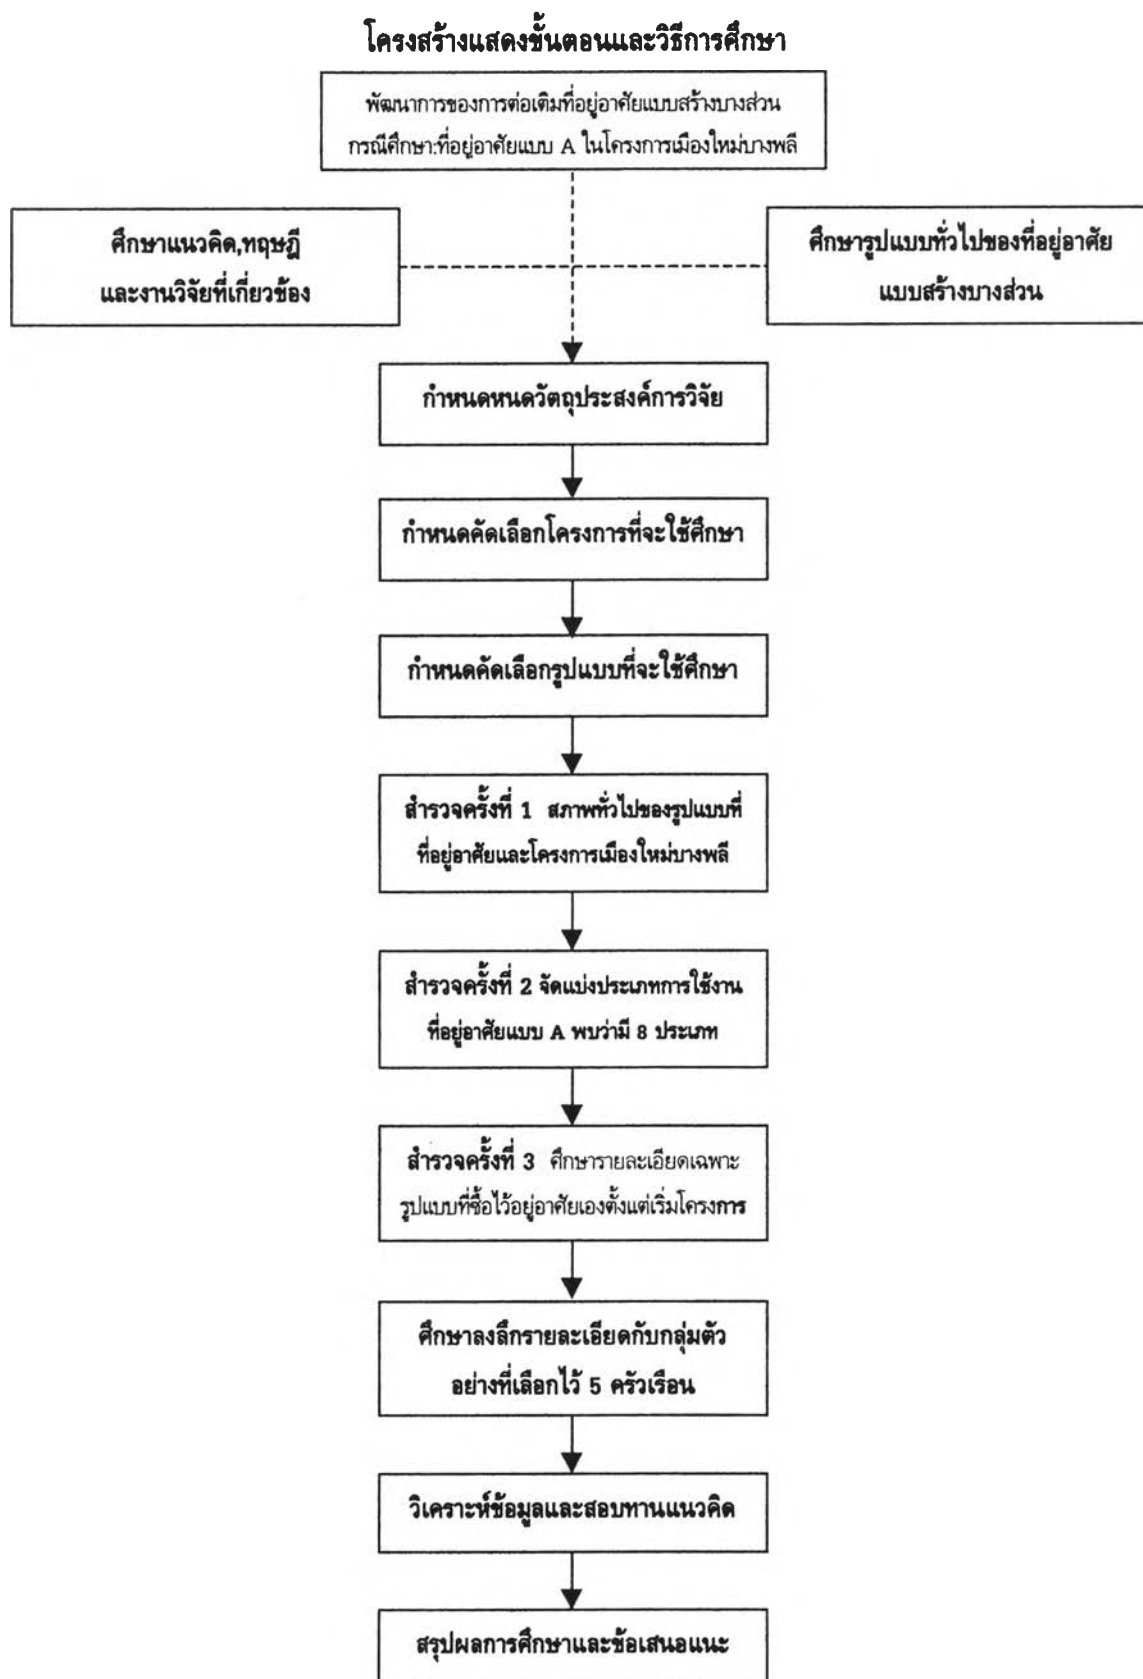 โครงสร้างแสดงขั้นตอนและวิธีการศึกษา
พัฒนาการของการต่อเติมที่อยู่อาศัยแบบสร้างบางส่วน
กรณีศึกษา:ที่อยู่อาศัยแบบ A ในโครงการเมืองใหม่บางพลี
ศึกษาแนวคิด,ทฤษฎี
และงานวิจัยที่เกี่ยวข้อง
ศึกษารูปแบบทั่วไปของที่อยู่อาศัย
แบบสร้างบางส่วน
กำหนดหนดวัตถุประสงค์การวิจัย
กำหนดคัดเลือกโครงการที่จะใช้ศึกษา
กำหนดคัดเลือกรูปแบบที่จะใช้ศึกษา
สำรวจครั้งที่ 1 สภาพทั่วไปของรูปแบบที่
ที่อยู่อาศัยและโครงการเมืองใหม่บางพลี
สำรวจครั้งที่ 2 จัดแบ่งประเภทการใช้งาน
ที่อยู่อาศัยแบบ A พบว่ามี 8 ประเภท
สำรวจครั้งที่ 3 ศึกษารายละเอียดเฉพาะ
รูปแบบที่ซื้อไว้อยู่อาศัยเองตั้งแต่เริ่มโครงการ
ศึกษาลงลึกรายละเอียดกับกลุ่มตัว
อย่างที่เลือกไว้ 5 ครัวเรือน
วิเคราะห์ข้อมูลและสอบทานแนวคิด
สรุปผลการศึกษาและข้อเสนอแนะ